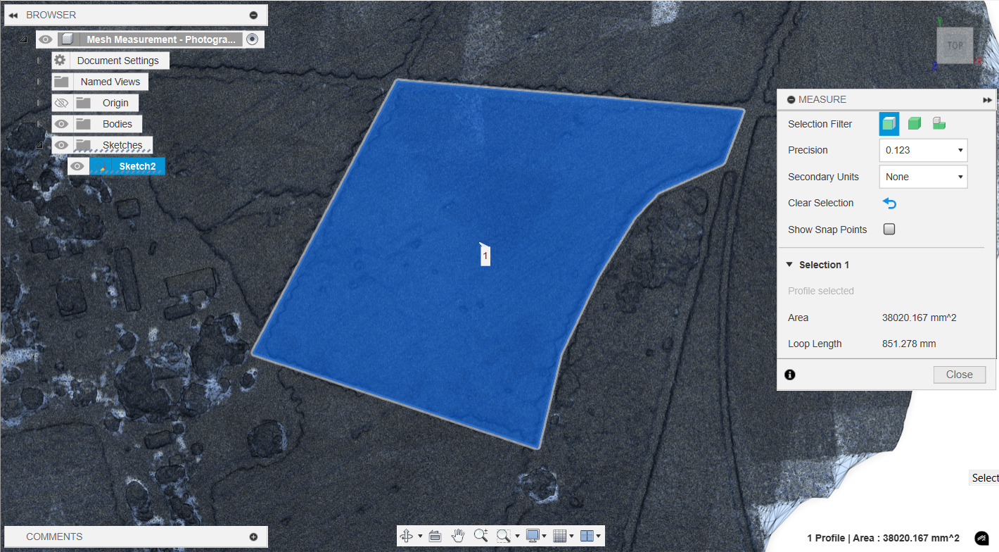 BROWSER
Mesh Measurement - Photogra...
Document Settings
Named Views
Origin
Bodies
Sketches
Sketch2
1
TOP
Y
Z
MEASURE
Selection Filter
Precision 0.123
Secondary Units None
Clear Selection
Show Snap Points
Selection 1
Profile selected
Area 38020.167 mm^2
Loop Length 851.278 mm
Close
Select
COMMENTS
1 Profile | Area : 38020.167 mm^2